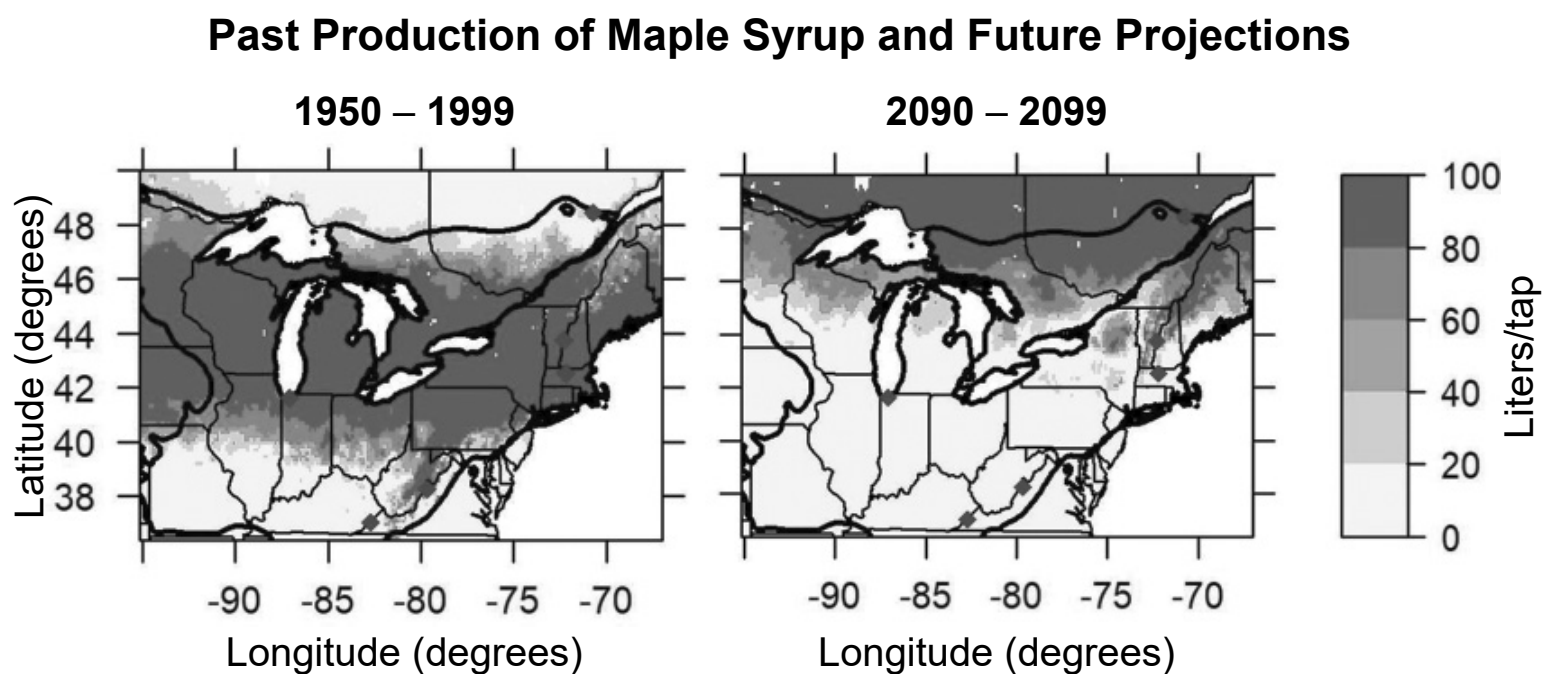 Past Production of Maple Syrup and Future Projections
1950 – 1999
2090 – 2099
Latitude (degrees)
48
46
44
42
40
38
-90 -85 -80 -75 -70
Longitude (degrees)
-90 -85 -80 -75 -70
Longitude (degrees)
100
80
60
40
20
0
Liters/tap